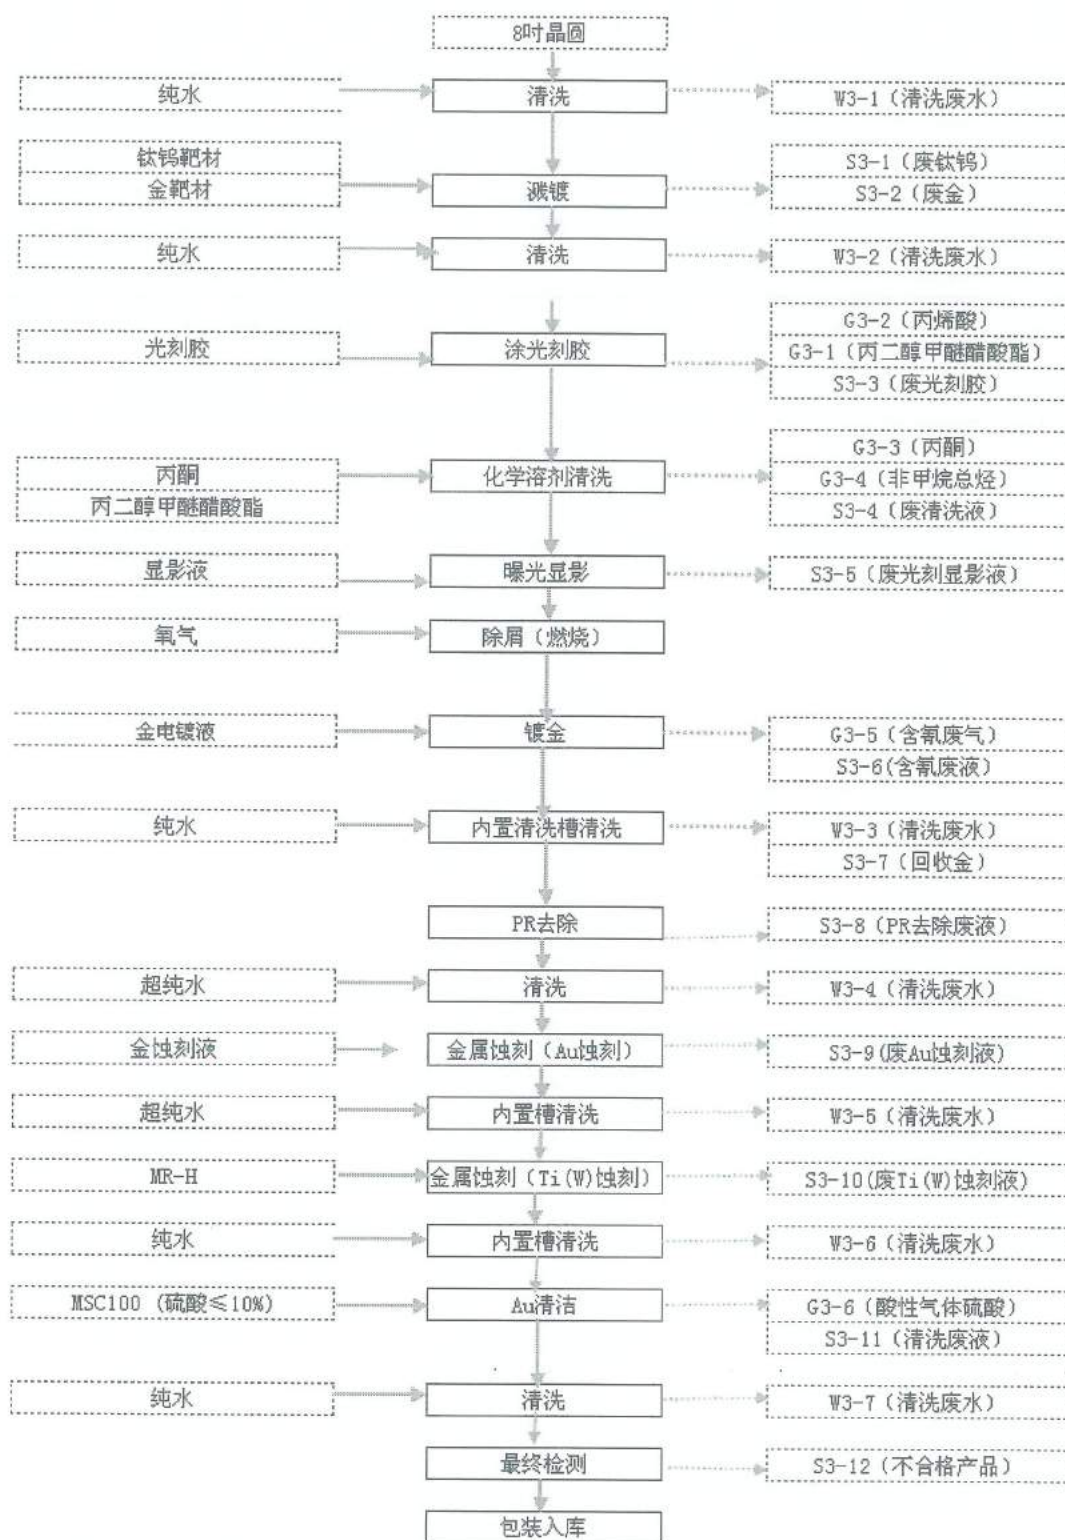 8吋晶圆
纯水
清洗
W3-1（清洗废水）
钛钨靶材
金靶材
溅镀
S3-1（废钛钨）
S3-2（废金）
纯水
清洗
W3-2（清洗废水）
光刻胶
涂光刻胶
G3-2（丙烯酸）
G3-1（丙二醇甲醚醋酸酯）
S3-3（废光刻胶）
丙酮
丙二醇甲醚醋酸酯
化学溶剂清洗
G3-3（丙酮）
G3-4（非甲烷总烃）
S3-4（废清洗液）
显影液
曝光显影
S3-5（废光刻显影液）
氧气
除屑（燃烧）
金电镀液
镀金
G3-5（含氰废气）
S3-6(含氰废液）
纯水
内置清洗槽清洗
W3-3（清洗废水）
S3-7（回收金）
PR去除
S3-8（PR去除废液）
超纯水
清洗
W3-4（清洗废水）
金蚀刻液
金属蚀刻（Au蚀刻）
S3-9(废Au蚀刻液)
超纯水
内置槽清洗
W3-5（清洗废水）
MR-H
金属蚀刻（Ti(W)蚀刻）
S3-10(废Ti(W)蚀刻液)
纯水
内置槽清洗
W3-6（清洗废水）
MSC100 (硫酸≤10%)
Au清洁
G3-6（酸性气体硫酸）
S3-11（清洗废液）
纯水
清洗
W3-7（清洗废水）
最终检测
S3-12（不合格产品）
包装入库